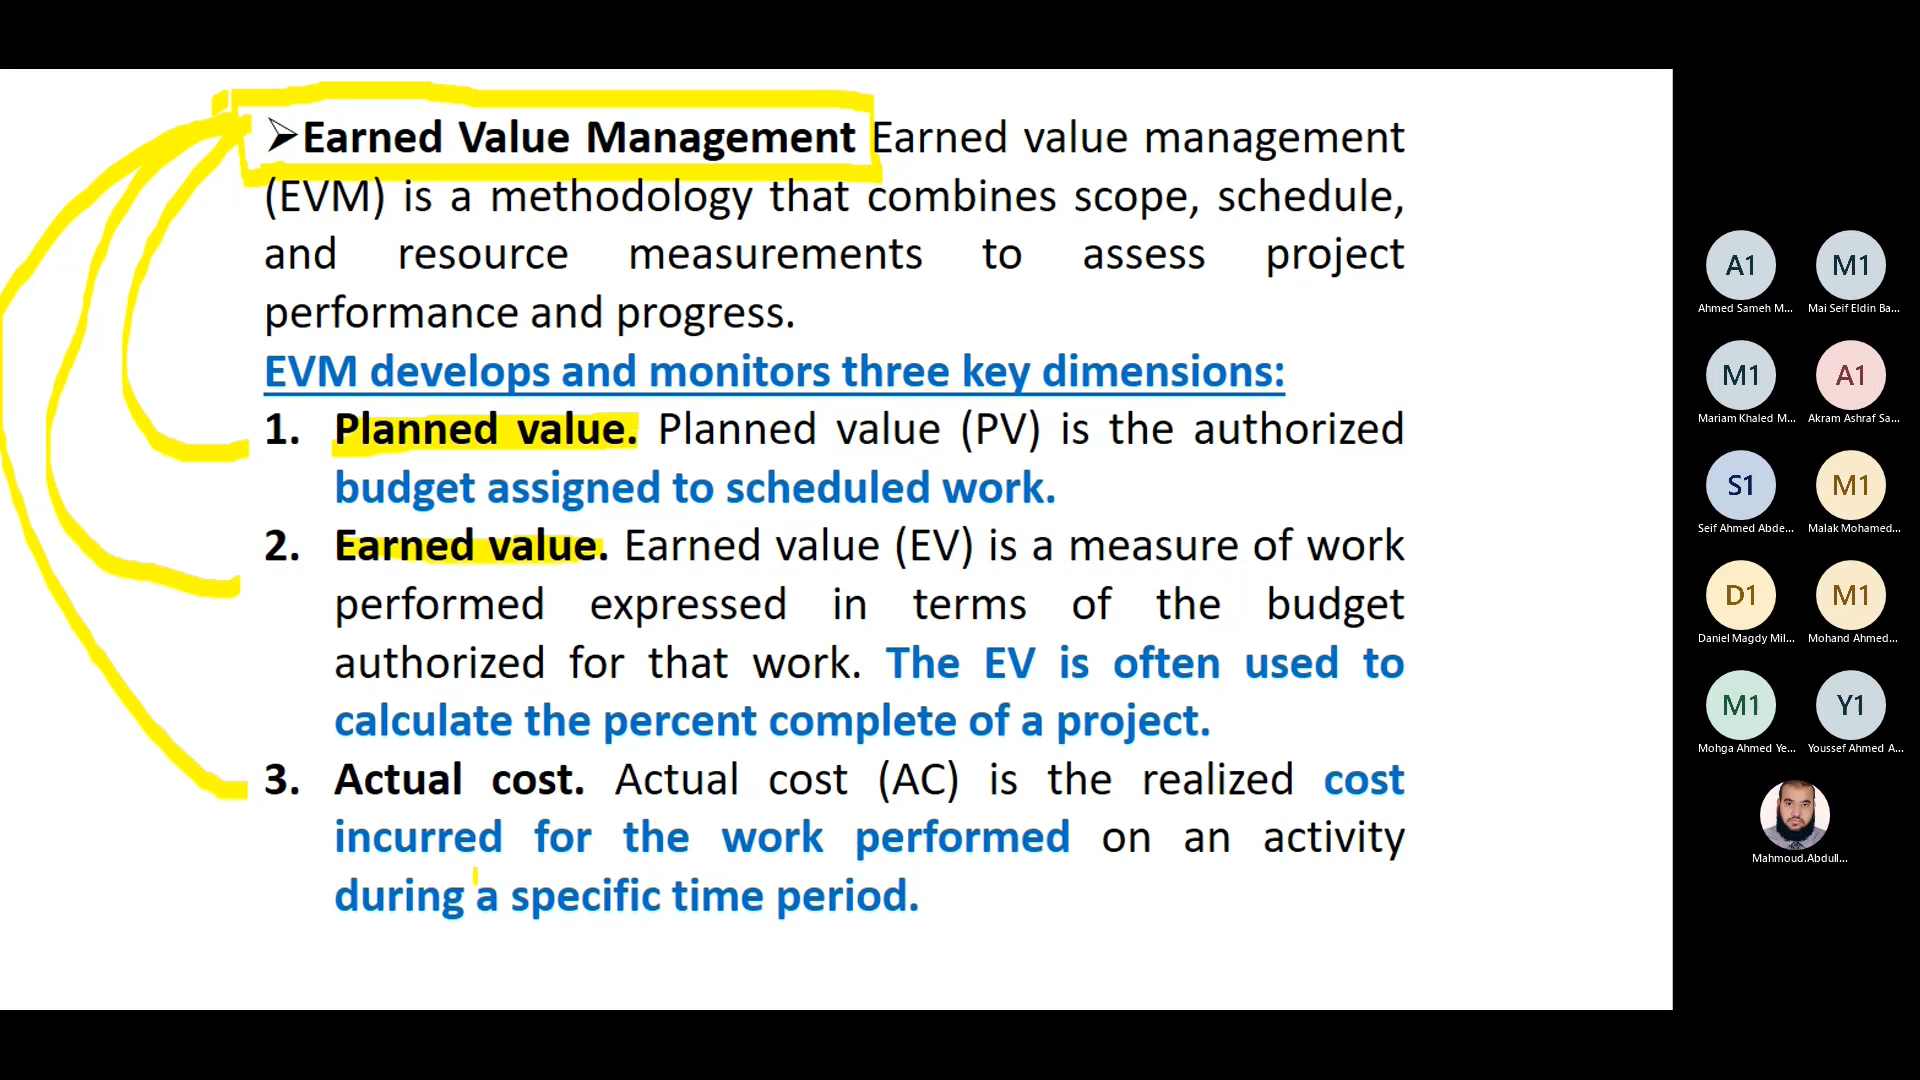 ➢Earned Value Management Earned value management
(EVM) is a methodology that combines scope, schedule,
and resource measurements to assess project
performance and progress.
EVM develops and monitors three key dimensions:
1. Planned value. Planned value (PV) is the authorized
budget assigned to scheduled work.
2. Earned value. Earned value (EV) is a measure of work
performed expressed in terms of the budget
authorized for that work. The EV is often used to
calculate the percent complete of a project.
3. Actual cost. Actual cost (AC) is the realized cost
incurred for the work performed on an activity
during a specific time period.
A1 M1
Ahmed Sameh M... Mai Seif Eldin Ba...
M1 A1
Mariam Khaled M... Akram Ashraf Sa...
S1 M1
Seif Ahmed Abde... Malak Mohamed...
D1 M1
Daniel Magdy Mil... Mohand Ahmed...
M1 Y1
Mohga Ahmed Ye... Youssef Ahmed A...
Mahmoud.Abdull...